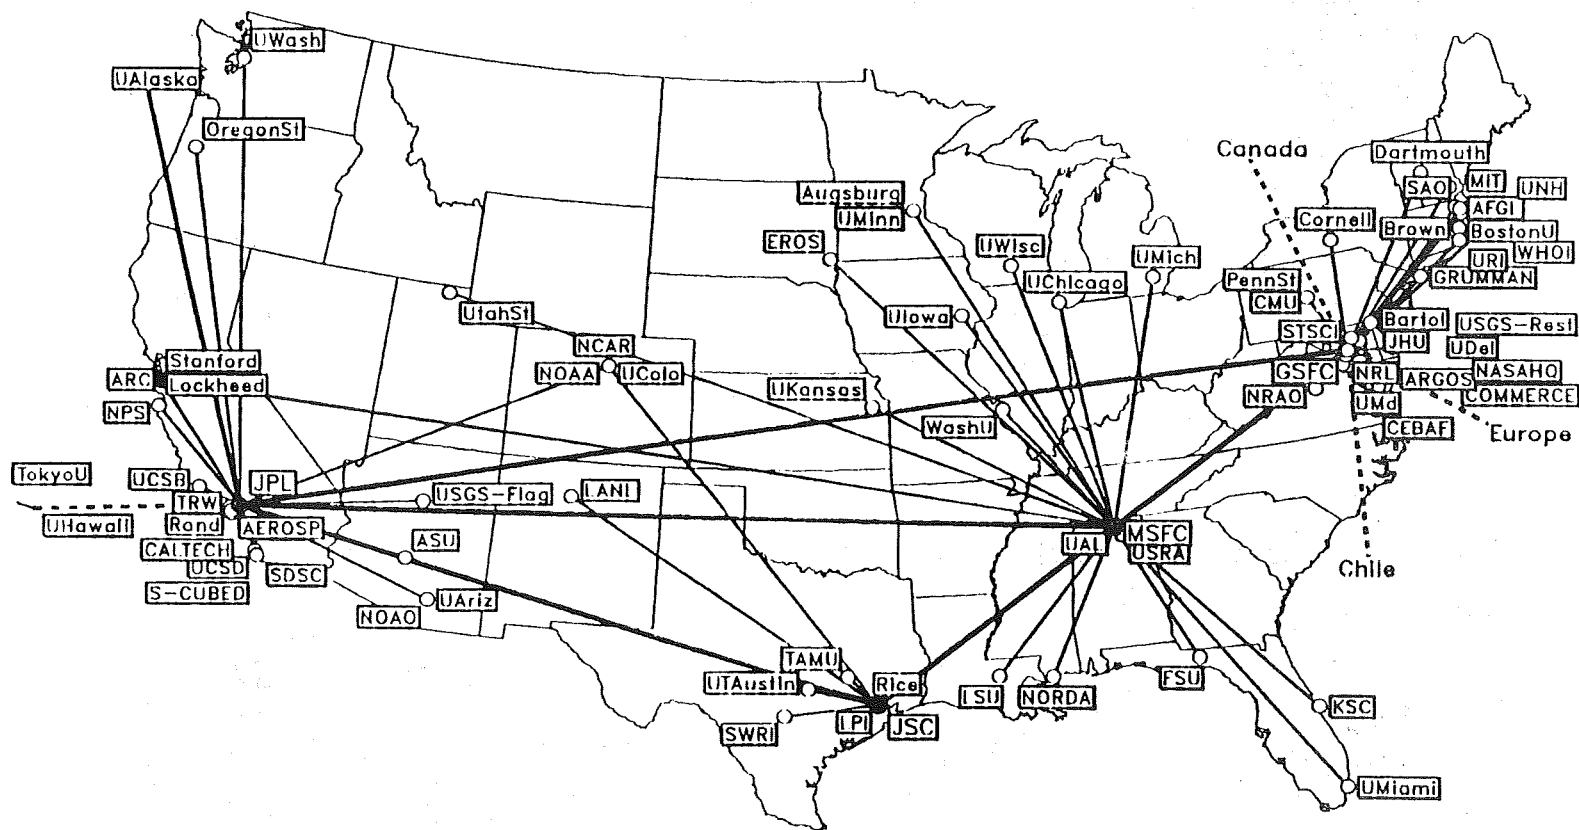 UWash
UAlaska
OregonSt
Canada
Dartmouth
SAO
MIT
UNH
AFGL
Cornell
Brown
BostonU
WHOI
URI
GRUMMAN
Augsburg
UMinn
EROS
UWisc
UMich
UChicago
PennSt
CMU
UIowa
UtahSt
STSCI
Bartol
USGS-Rest
JHU
UDel
NCAR
NOAA
UColo
Stanford
ARC
Lockheed
NPS
UKansas
WashU
GSFC
NRL
ARGOS
NASAHQ
NRAO
UMd
COMMERCE
CEBAF
Europe
TokyoU
UHawaii
UCSB
JPL
TRW
Rand
AEROSP
USGS-Flag
LANL
CALTECH
UCSD
SDSC
S-CUBED
ASU
UAriz
NOAO
UAL
MSFC
USRA
Chile
TAMU
UTAustin
Rice
SWRI
LPI
JSC
LSU
NORDA
FSU
KSC
UMiami